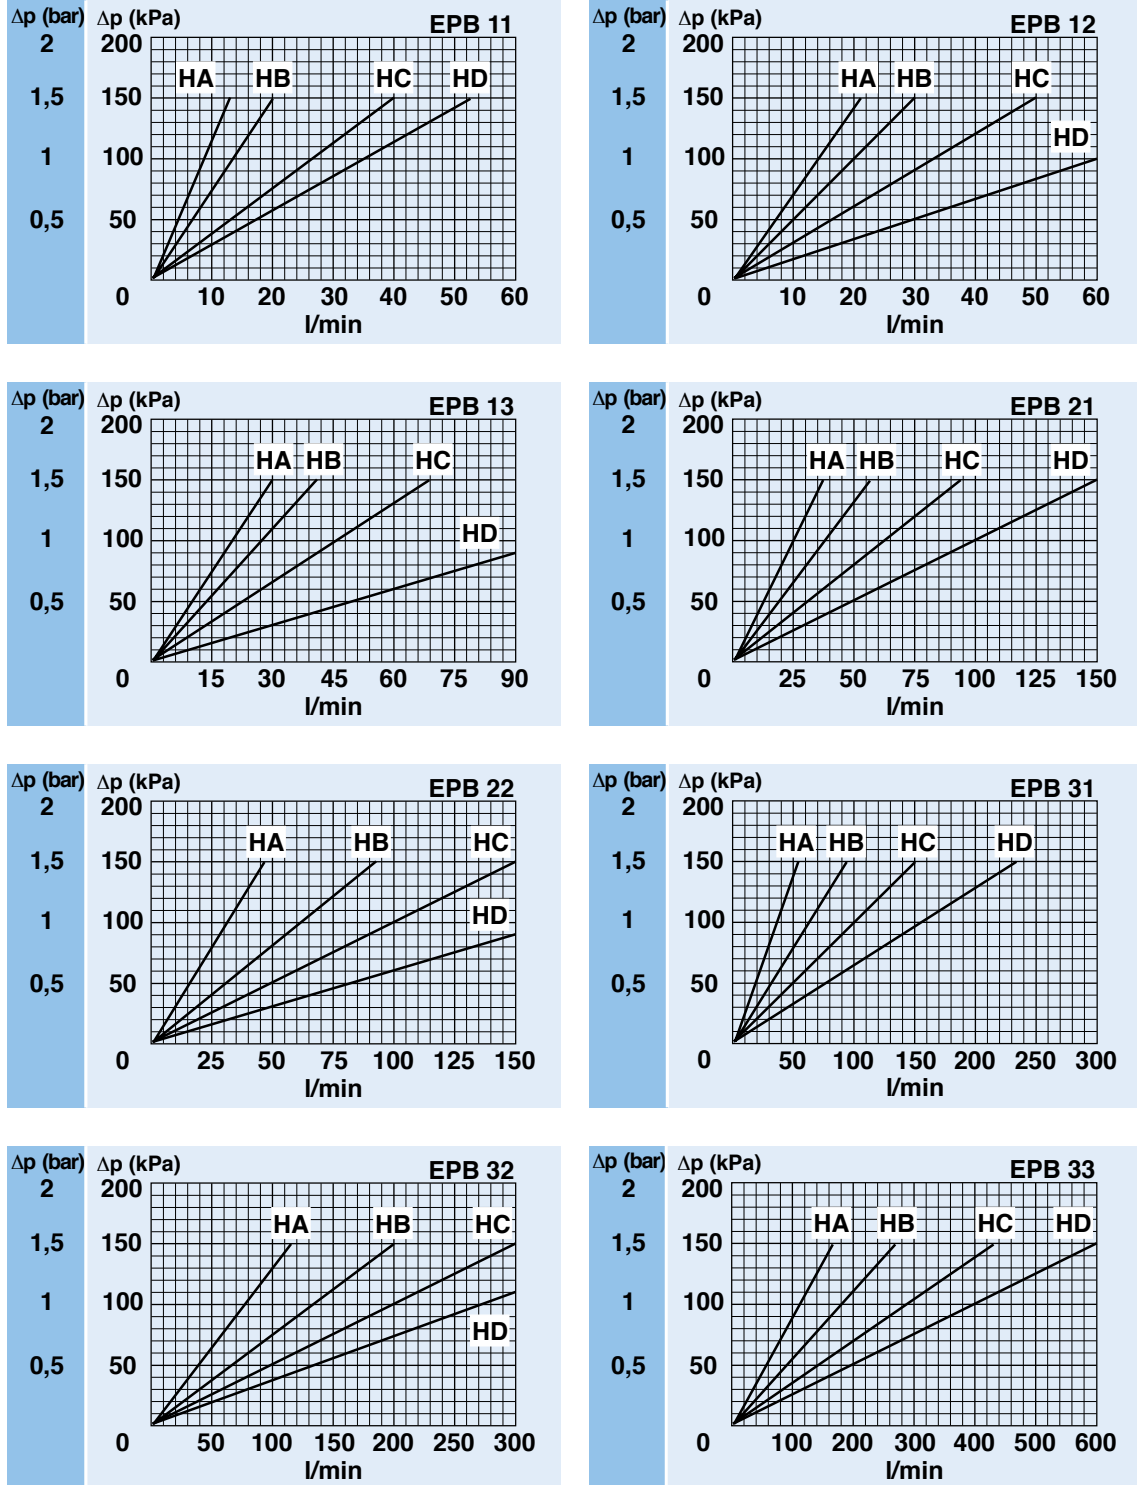 Δp (bar) Δp (kPa) EPB 11
2 200
HA HB HC HD
1,5 150
1 100
0,5 50
0 10 20 30 40 50 60
l/min
Δp (bar) Δp (kPa) EPB 12
2 200
HA HB HC
1,5 150
HD
1 100
0,5 50
0 10 20 30 40 50 60
l/min
Δp (bar) Δp (kPa) EPB 13
2 200
HA HB HC
1,5 150
HD
1 100
0,5 50
0 15 30 45 60 75 90
l/min
Δp (bar) Δp (kPa) EPB 21
2 200
HA HB HC HD
1,5 150
1 100
0,5 50
0 25 50 75 100 125 150
l/min
Δp (bar) Δp (kPa) EPB 22
2 200
HA HB HC
1,5 150
HD
1 100
0,5 50
0 25 50 75 100 125 150
l/min
Δp (bar) Δp (kPa) EPB 31
2 200
HA HB HC HD
1,5 150
1 100
0,5 50
0 50 100 150 200 250 300
l/min
Δp (bar) Δp (kPa) EPB 32
2 200
HA HB HC
1,5 150
1 100
HD
0,5 50
0 50 100 150 200 250 300
l/min
Δp (bar) Δp (kPa) EPB 33
2 200
HA HB HC HD
1,5 150
1 100
0,5 50
0 100 200 300 400 500 600
l/min